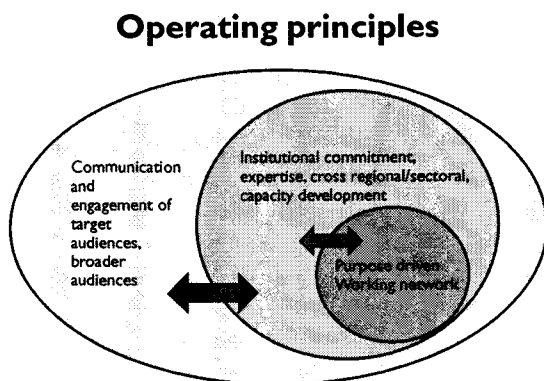 Operating principles
Communication
and
engagement of
target
audiences,
broader
audiences
Institutional commitment,
expertise, cross regional/sectoral,
capacity development
Purpose driven
Working network